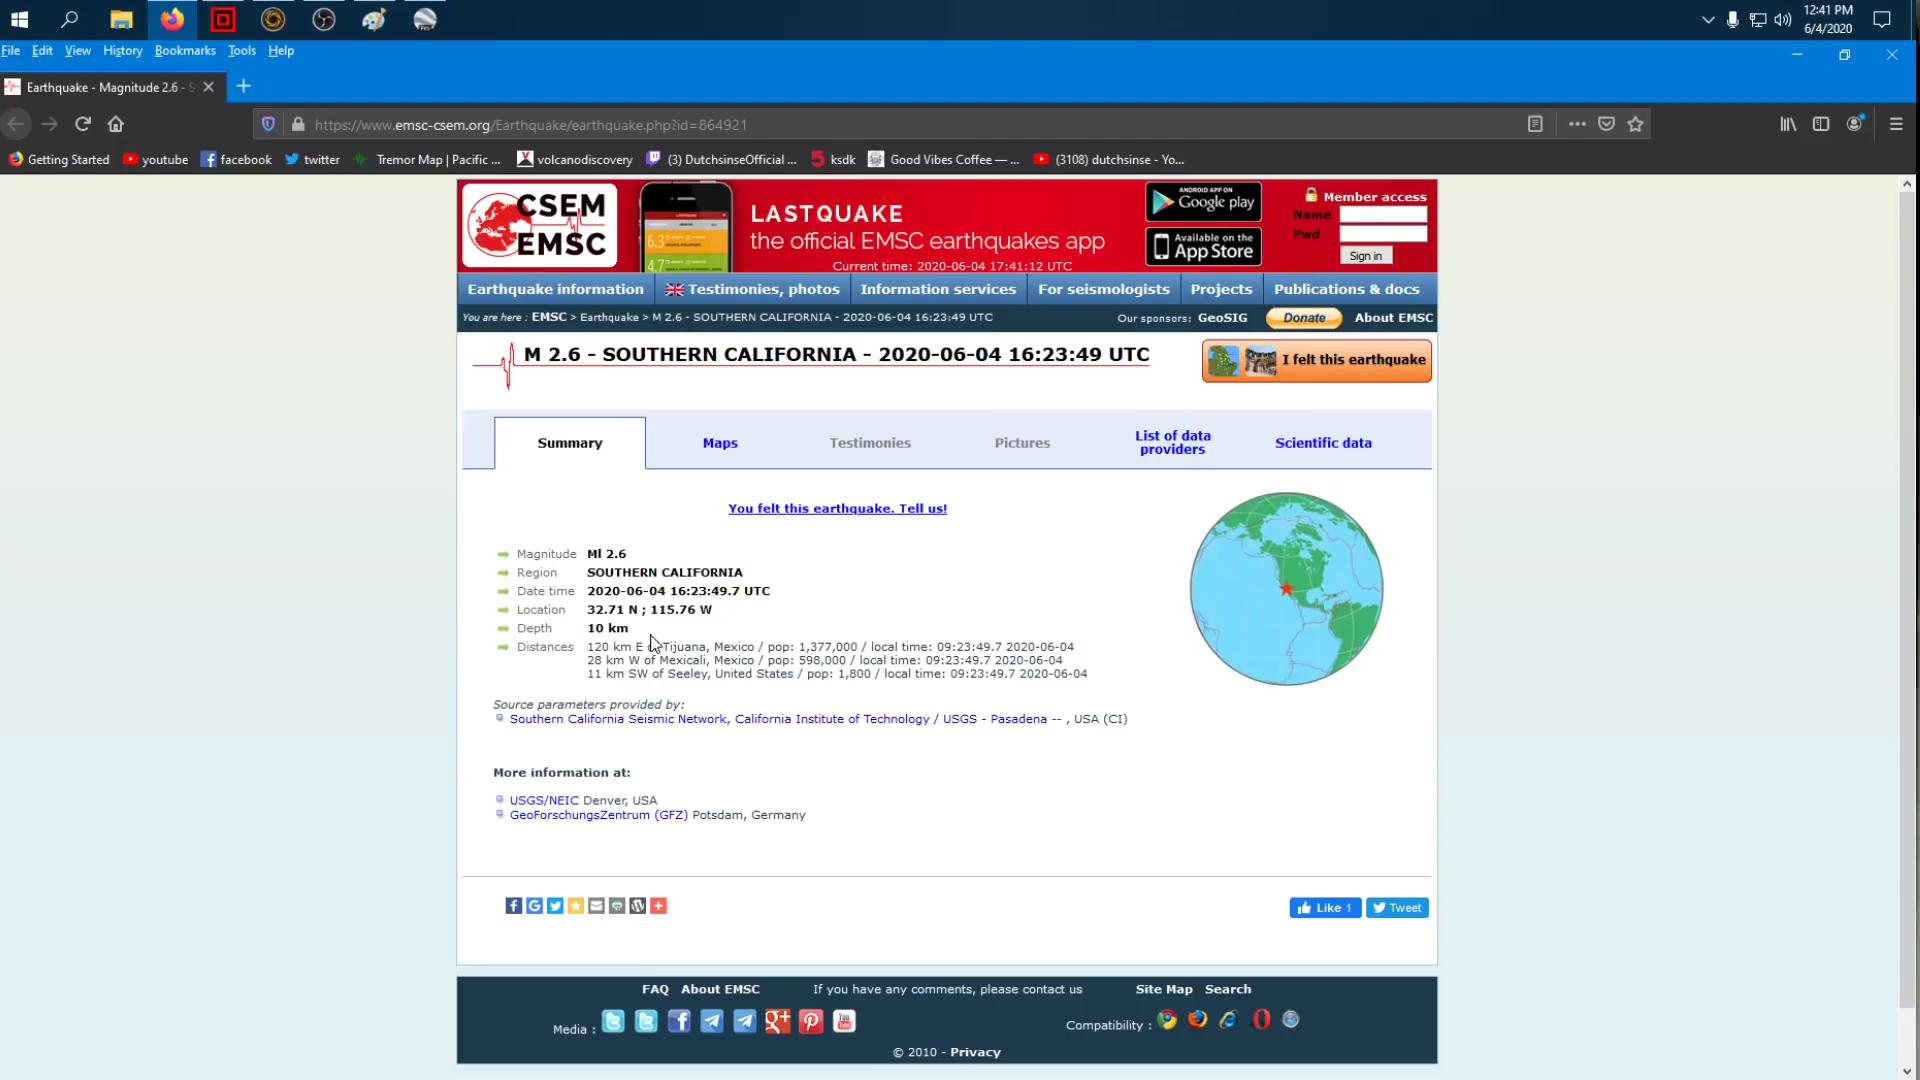 12:41 PM
6/4/2020
File Edit View History Bookmarks Tools Help
Earthquake - Magnitude 2.6 - S
https://www.emsc-csem.org/Earthquake/earthquake.php?id=864921
Getting Started youtube facebook twitter Tremor Map | Pacific ... volcanodiscovery (3) DutchsinseOfficial ... ksdk Good Vibes Coffee — ... (3108) dutchsinse - Yo...
CSEM
EMSC
6.3
4.7
LASTQUAKE
the official EMSC earthquakes app
Current time: 2020-06-04 17:41:12 UTC
ANDROID APP ON
Google play
Available on the
App Store
Member access
Name
Pwd
Sign in
Earthquake information Testimonies, photos Information services For seismologists Projects Publications & docs
You are here : EMSC > Earthquake > M 2.6 - SOUTHERN CALIFORNIA - 2020-06-04 16:23:49 UTC Our sponsors: GeoSIG Donate About EMSC
M 2.6 - SOUTHERN CALIFORNIA - 2020-06-04 16:23:49 UTC
I felt this earthquake
Summary Maps Testimonies Pictures List of data providers Scientific data
You felt this earthquake. Tell us!
Magnitude Ml 2.6
Region SOUTHERN CALIFORNIA
Date time 2020-06-04 16:23:49.7 UTC
Location 32.71 N ; 115.76 W
Depth 10 km
Distances 120 km E of Tijuana, Mexico / pop: 1,377,000 / local time: 09:23:49.7 2020-06-04
28 km W of Mexicali, Mexico / pop: 598,000 / local time: 09:23:49.7 2020-06-04
11 km SW of Seeley, United States / pop: 1,800 / local time: 09:23:49.7 2020-06-04
Source parameters provided by:
Southern California Seismic Network, California Institute of Technology / USGS - Pasadena -- , USA (CI)
More information at:
USGS/NEIC Denver, USA
GeoForschungsZentrum (GFZ) Potsdam, Germany
Like 1 Tweet
FAQ About EMSC If you have any comments, please contact us Site Map Search
Media : Compatibility :
© 2010 - Privacy